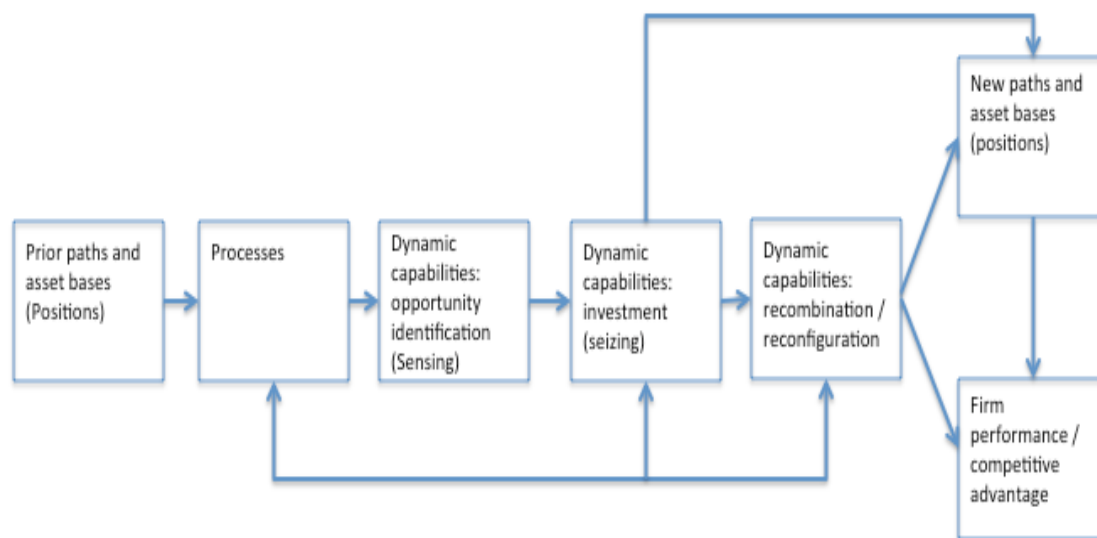 Prior paths and
asset bases
(Positions)
Processes
Dynamic
capabilities:
opportunity
identification
(Sensing)
Dynamic
capabilities:
investment
(seizing)
Dynamic
capabilities:
recombination /
reconfiguration
New paths and
asset bases
(positions)
Firm
performance /
competitive
advantage